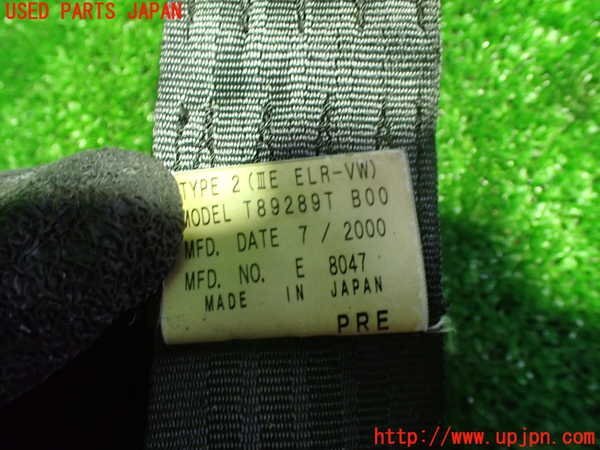 USED PARTS JAPAN
TYPE 2 (ⅢE ELR-VW)
MODEL T89289T B00
MFD. DATE 7 / 2000
MFD. NO. E 8047
MADE IN JAPAN
PRE
http://www.upjpn.com